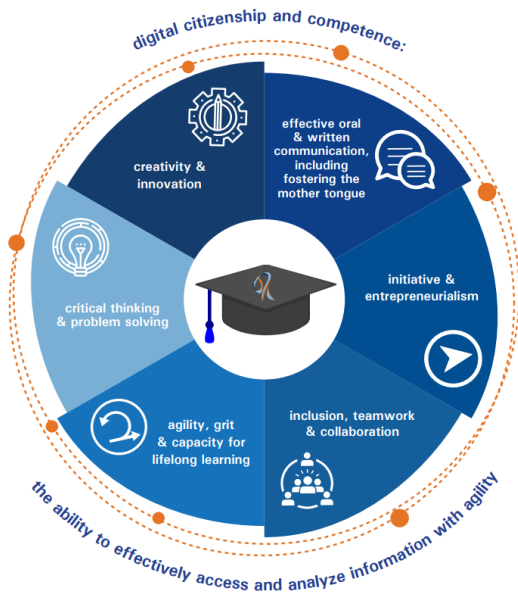 digital citizenship and competence:
effective oral
& written
communication,
including
fostering the
mother tongue
initiative &
entrepreneurialism
inclusion, teamwork
& collaboration
agility, grit
& capacity for
lifelong learning
critical thinking
& problem solving
creativity &
innovation
the ability to effectively access and analyze information with agility